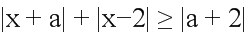 |x + a| + |x−2| ≥ |a + 2|